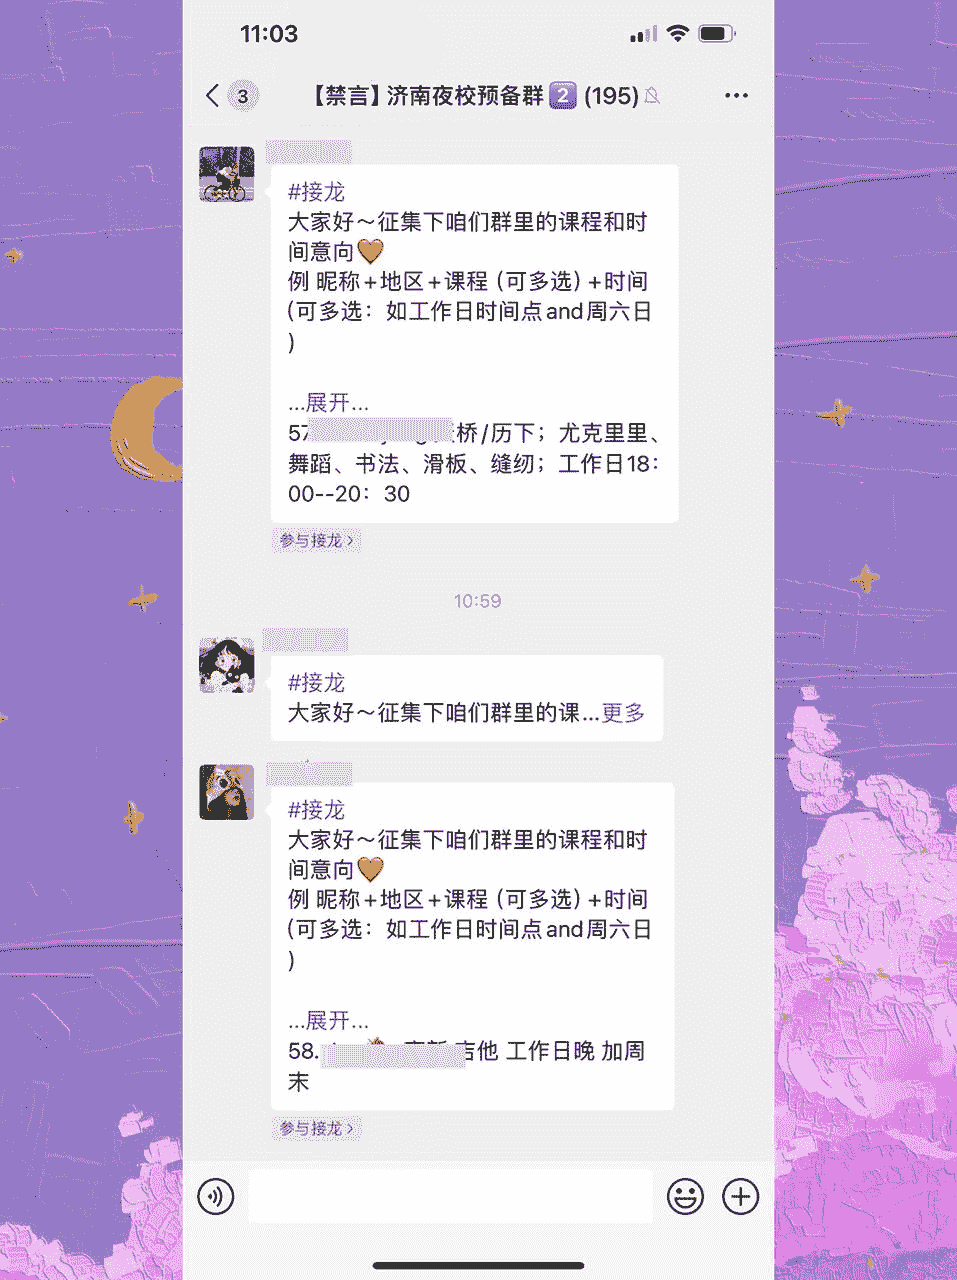 11:03
3
【禁言】济南夜校预备群2️⃣(195)
#接龙
大家好～征集下咱们群里的课程和时
间意向🧡
例 昵称+地区+课程（可多选）+时间
(可多选：如工作日时间点and周六日
)
...展开...
57 桥/历下；尤克里里、
舞蹈、书法、滑板、缝纫；工作日18：
00--20：30
参与接龙 >
10:59
#接龙
大家好～征集下咱们群里的课...更多
#接龙
大家好～征集下咱们群里的课程和时
间意向🧡
例 昵称+地区+课程（可多选）+时间
(可多选：如工作日时间点and周六日
)
...展开...
58. 吉他 工作日晚 加周
末
参与接龙 >